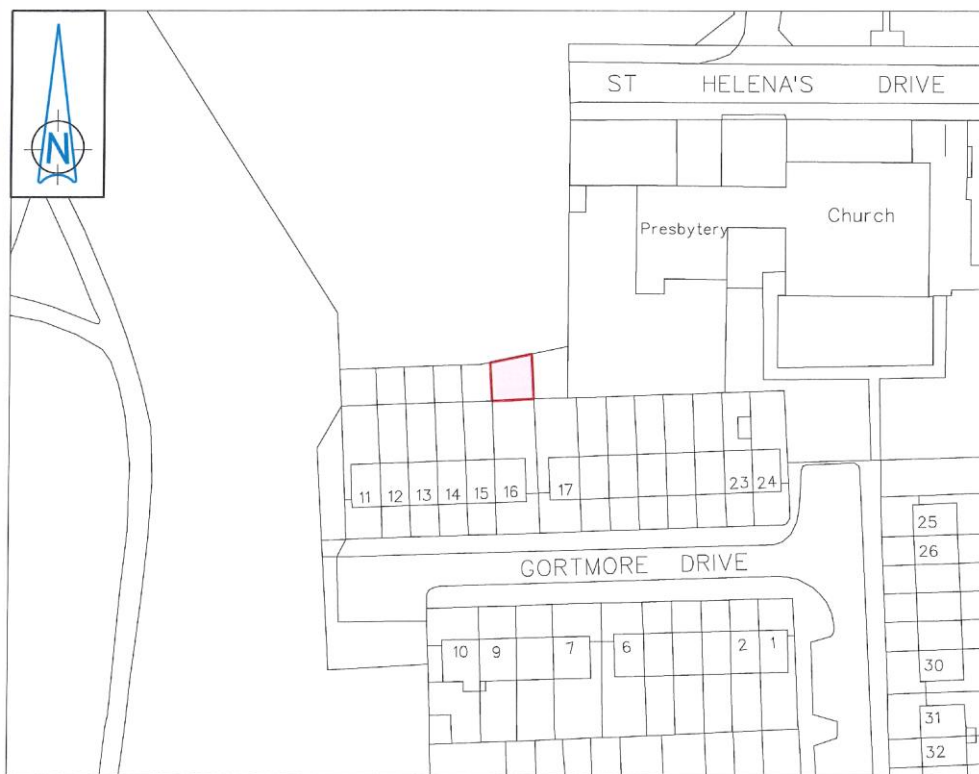 N
ST HELENA'S DRIVE
Presbytery
Church
11 12 13 14 15 16 17 23 24
25
26
GORTMORE DRIVE
10 9 7 6 2 1
30
31
32